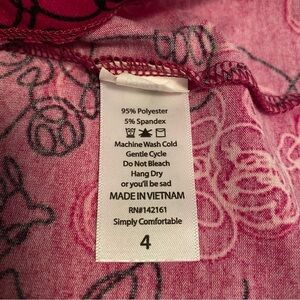 95% Polyester
5% Spandex
Machine Wash Cold
Gentle Cycle
Do Not Bleach
Hang Dry
or you'll be sad
MADE IN VIETNAM
RN#142161
Simply Comfortable
4